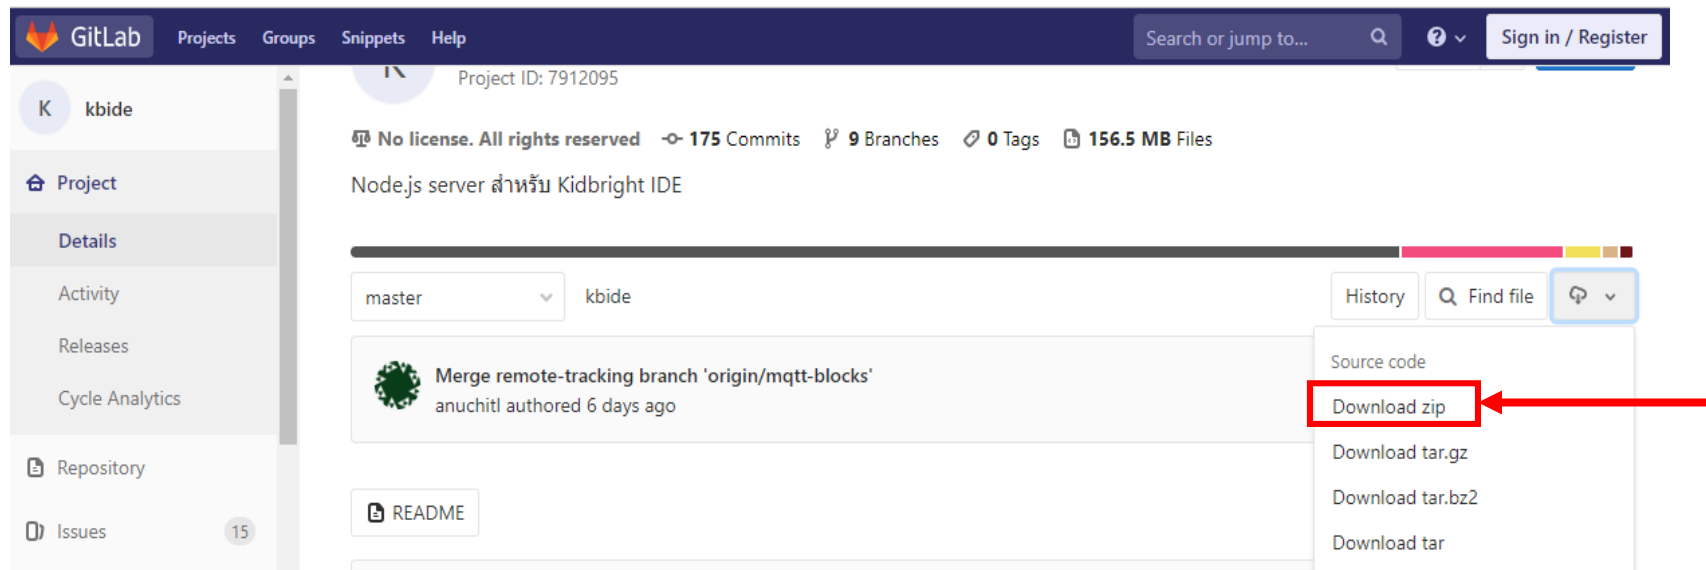 GitLab Projects Groups Snippets Help Search or jump to... Sign in / Register
K kbide
Project
Details
Activity
Releases
Cycle Analytics
Repository
Issues 15
K
Project ID: 7912095
No license. All rights reserved 175 Commits 9 Branches 0 Tags 156.5 MB Files
Node.js server สำหรับ Kidbright IDE
master kbide History Find file
Merge remote-tracking branch 'origin/mqtt-blocks'
anuchitl authored 6 days ago
README
Source code
Download zip
Download tar.gz
Download tar.bz2
Download tar